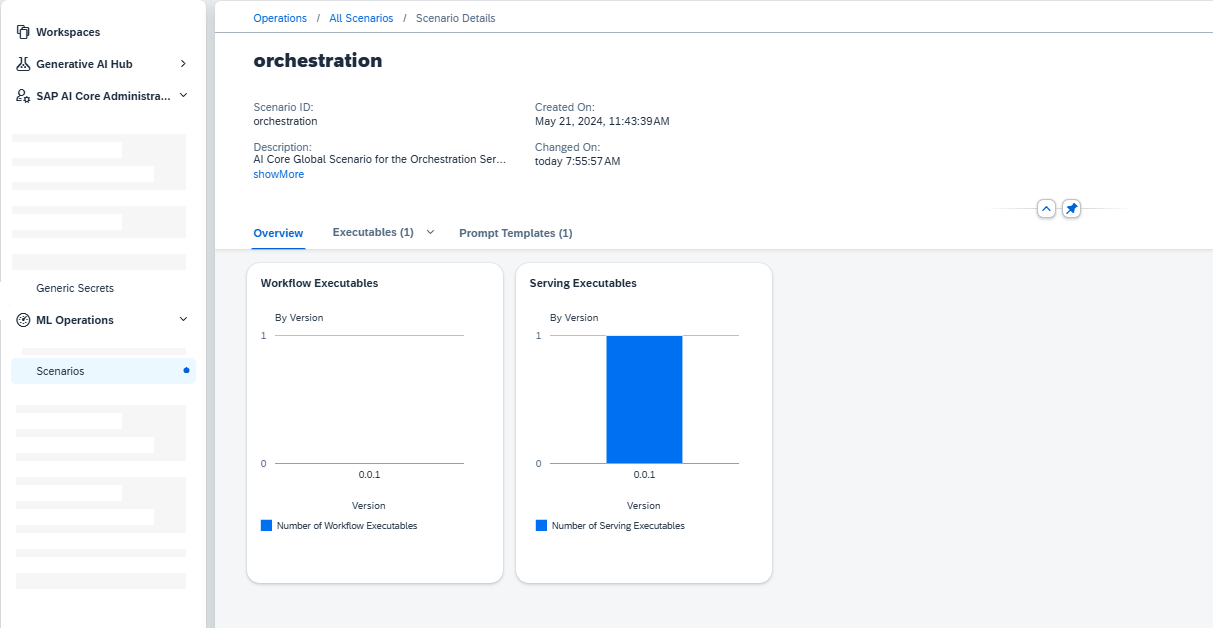 Workspaces
Generative AI Hub
SAP AI Core Administra...
Generic Secrets
ML Operations
Scenarios
Operations / All Scenarios / Scenario Details
orchestration
Scenario ID:
orchestration
Created On:
May 21, 2024, 11:43:39 AM
Description:
AI Core Global Scenario for the Orchestration Ser...
showMore
Changed On:
today 7:55:57 AM
Overview Executables (1) Prompt Templates (1)
Workflow Executables
By Version
1
0
0.0.1
Version
Number of Workflow Executables
Serving Executables
By Version
1
0
0.0.1
Version
Number of Serving Executables